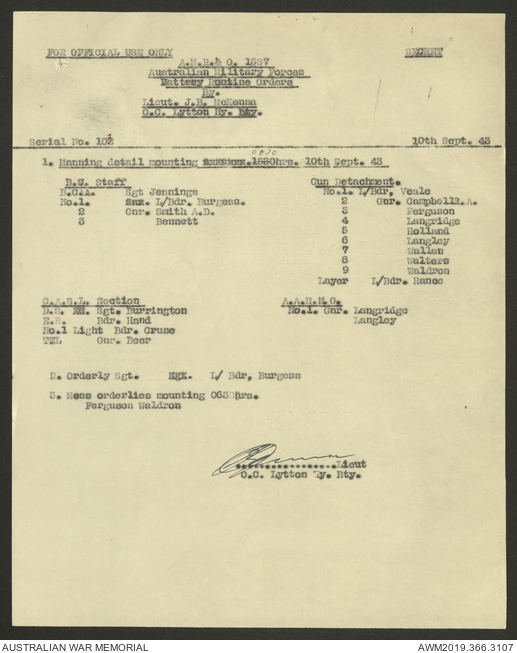 FOR OFFICIAL USE ONLY SECRET
A.M.R.& O. 1587
Australian Military Forces
Battery Routine Orders
By.
Lieut. J.B. McKenna
O.C. Lytton Hy. Bty.
Serial No. 103 10th Sept. 43
0830
1. Manning detail mounting 1530hrs. 10th Sept. 43
B.C. Staff
B.C.A. Sgt Jennings
No.1. L/Bdr. Burgess.
2 Gnr. Smith A.D.
3 Bennett
Gun Detachment.
No.1. L/Bdr. Veale
2 Gnr. CampbellR.A.
3 Ferguson
4 Langridge
5 Holland
6 Langley
7 Wallen
8 Walters
9 Waldron
Layer L/Bdr. Rance
C.A.S.L. Section
D.S. Sgt. Burrington
E.R. Bdr. Hand
No.1 Light Bdr. Cruse
TEL Gnr. Beer
A.A.M.M.G.
No.1. Gnr. Langridge
Langley
2. Orderly Sgt. L/ Bdr. Burgess
3. Mess orderlies mounting 0630hrs.
Ferguson Waldron
..................Lieut
O.C. Lytton Hy. Bty.
AUSTRALIAN WAR MEMORIAL AWM2019.366.3107